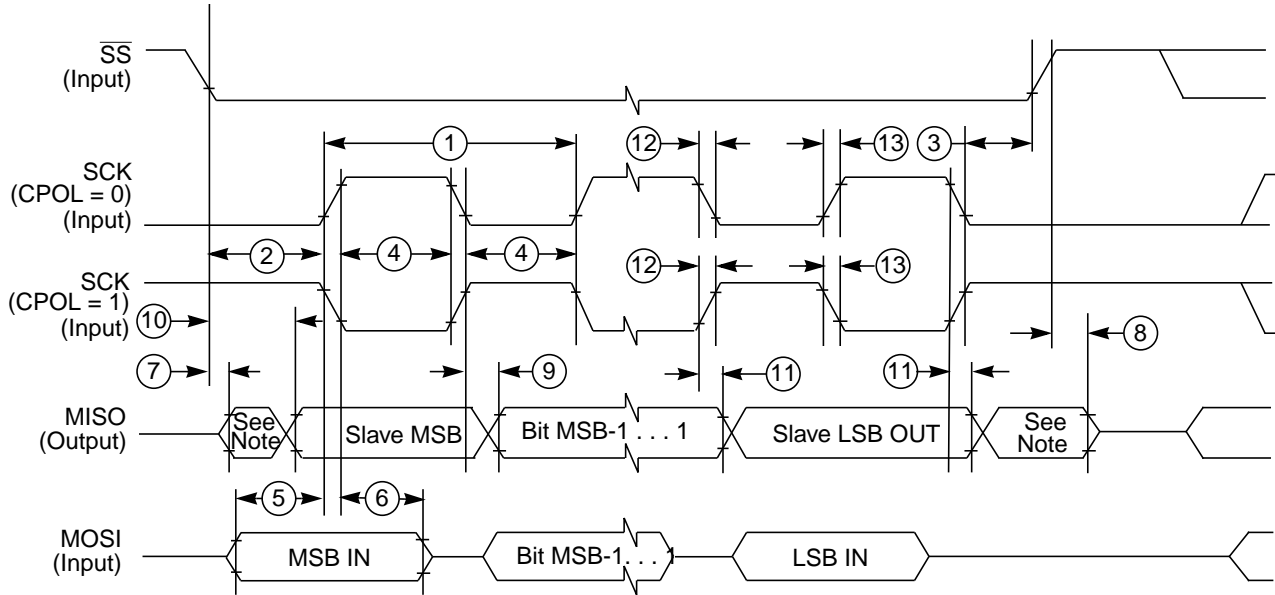 SS
(Input)
1
12
13
3
SCK
(CPOL = 0)
(Input)
2
4
4
12
13
SCK
(CPOL = 1)
(Input)
10
8
7
9
11
11
MISO
(Output)
See
Note
Slave MSB
Bit MSB-1 . . . 1
Slave LSB OUT
See
Note
5
6
MOSI
(Input)
MSB IN
Bit MSB-1. . . 1
LSB IN